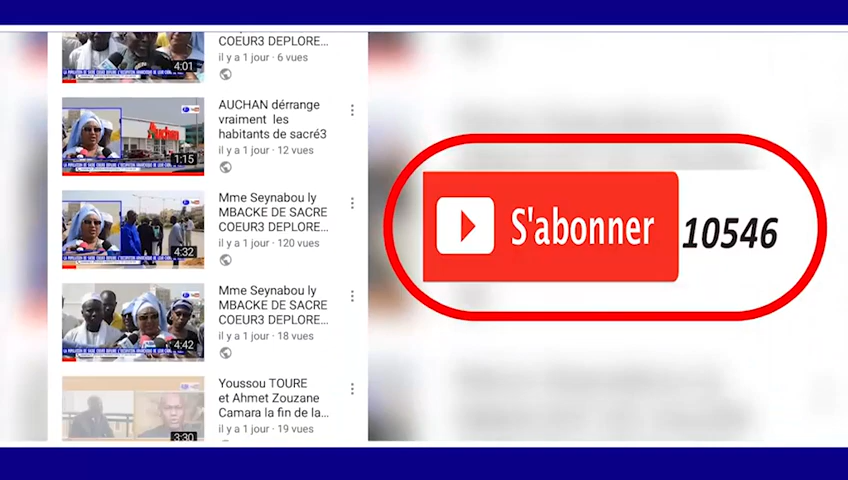 COEUR3 DEPLORE...
il y a 1 jour · 6 vues
4:01
AUCHAN dérrange
vraiment les
habitants de sacré3
il y a 1 jour · 12 vues
Auchan
1:15
Mme Seynabou ly
MBACKE DE SACRE
COEUR3 DEPLORE...
il y a 1 jour · 120 vues
4:32
Mme Seynabou ly
MBACKE DE SACRE
COEUR3 DEPLORE...
il y a 1 jour · 18 vues
4:42
Youssou TOURE
et Ahmet Zouzane
Camara la fin de la...
il y a 1 jour · 19 vues
3:30
S'abonner
10546